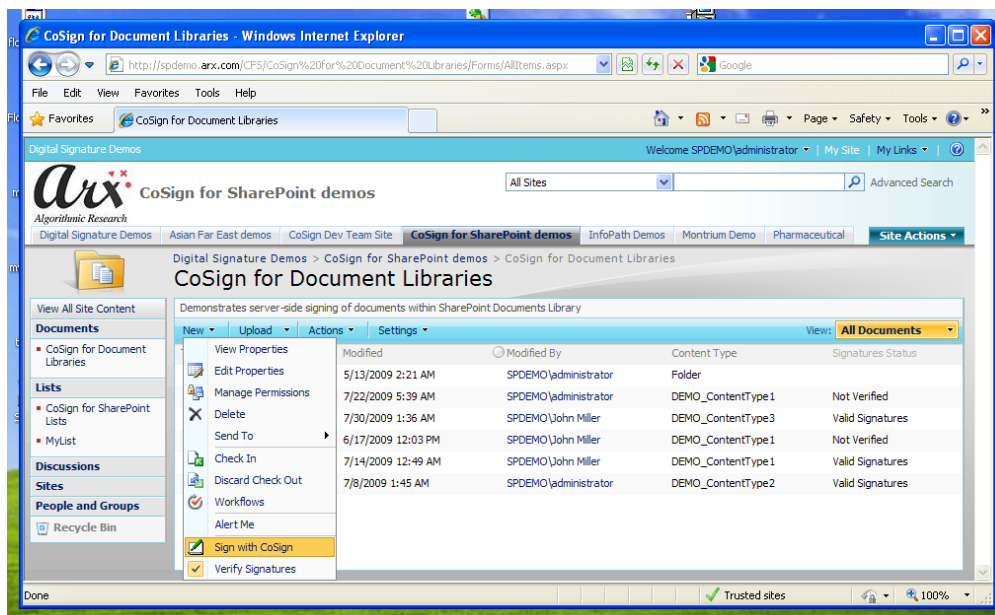 CoSign for Document Libraries - Windows Internet Explorer
http://spdemo.arx.com/CFS/CoSign%20for%20Document%20Libraries/Forms/AllItems.aspx
Google
File Edit View Favorites Tools Help
Favorites CoSign for Document Libraries Page Safety Tools
Digital Signature Demos Welcome SPDEMO\administrator | My Site | My Links |
arx CoSign for SharePoint demos All Sites Advanced Search
Algorithmic Research
Digital Signature Demos Asian Far East demos CoSign Dev Team Site CoSign for SharePoint demos InfoPath Demos Montrium Demo Pharmaceutical Site Actions
Digital Signature Demos > CoSign for SharePoint demos > CoSign for Document Libraries
CoSign for Document Libraries
View All Site Content
Documents
CoSign for Document Libraries
Lists
CoSign for SharePoint Lists
MyList
Discussions
Sites
People and Groups
Recycle Bin
Demonstrates server-side signing of documents within SharePoint Documents Library
New Upload Actions Settings View: All Documents
View Properties
Edit Properties
Manage Permissions
Delete
Send To
Check In
Discard Check Out
Workflows
Alert Me
Sign with CoSign
Verify Signatures
Modified Modified By Content Type Signatures Status
5/13/2009 2:21 AM SPDEMO\administrator Folder
7/22/2009 5:39 AM SPDEMO\administrator DEMO_ContentType1 Not Verified
7/30/2009 1:36 AM SPDEMO\John Miller DEMO_ContentType3 Valid Signatures
6/17/2009 12:03 PM SPDEMO\John Miller DEMO_ContentType1 Not Verified
7/14/2009 12:49 AM SPDEMO\John Miller DEMO_ContentType1 Valid Signatures
7/8/2009 1:45 AM SPDEMO\administrator DEMO_ContentType2 Valid Signatures
Done Trusted sites 100%